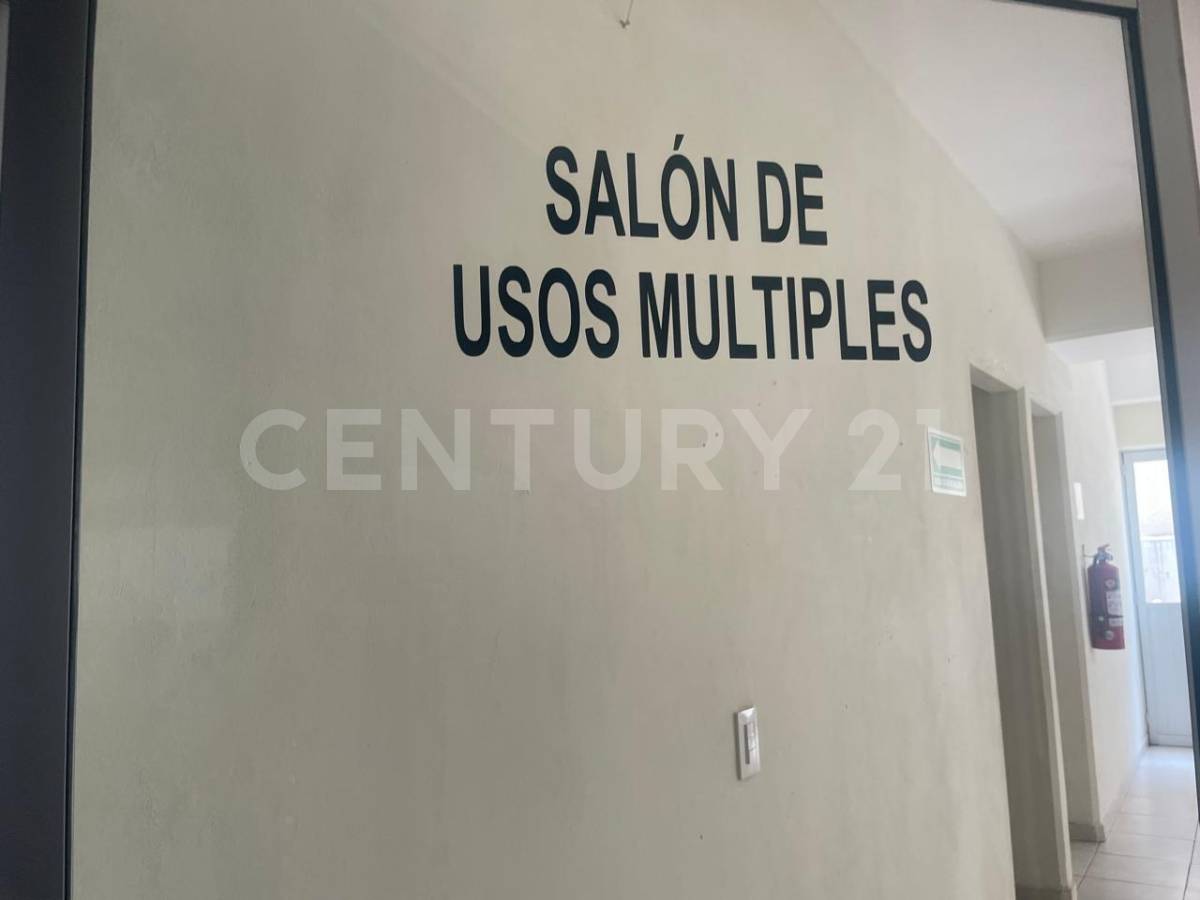 SALÓN DE
USOS MULTIPLES
CENTURY 21